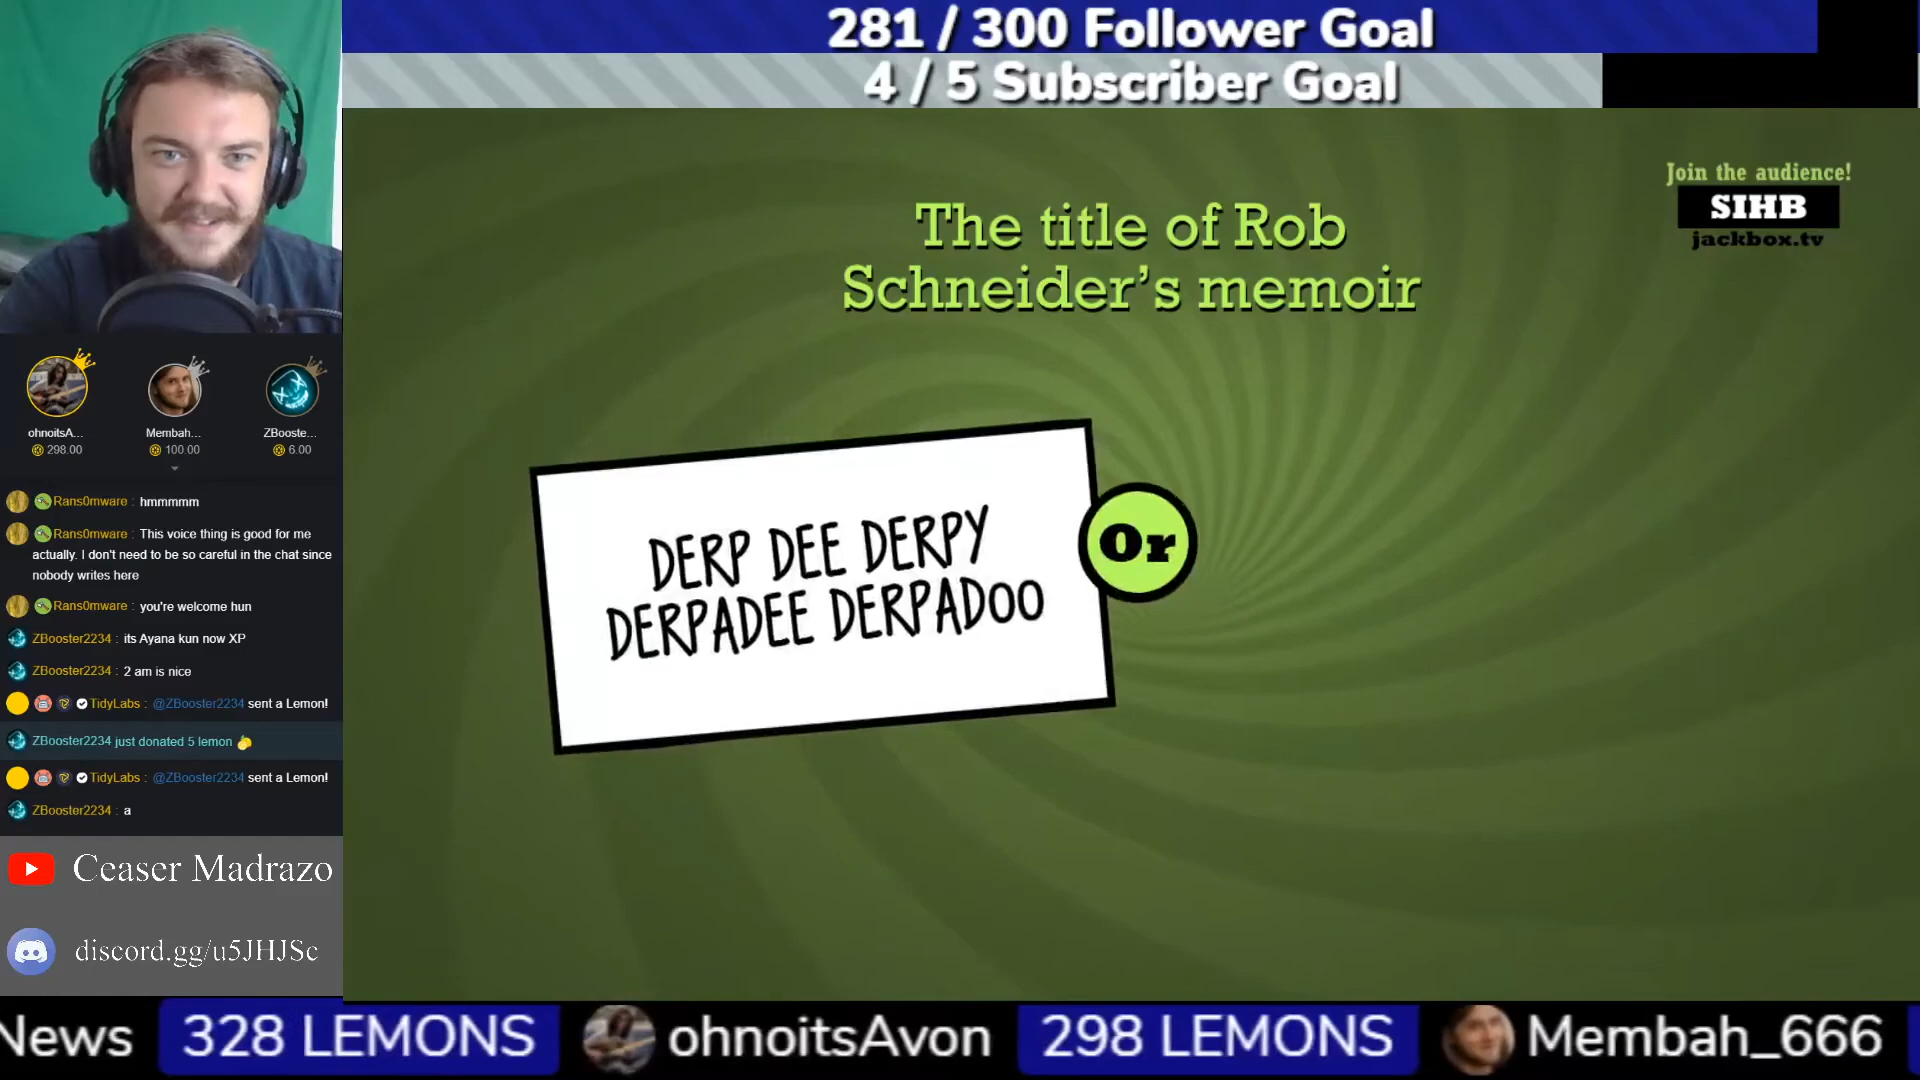 281 / 300 Follower Goal
4 / 5 Subscriber Goal
Join the audience!
SIHB
jackbox.tv
The title of Rob
Schneider's memoir
DERP DEE DERPY
DERPADEE DERPADOO
Or
ohnoitsA...
298.00
Membah...
100.00
ZBooste...
6.00
Rans0mware : hmmmmm
Rans0mware : This voice thing is good for me
actually. I don't need to be so careful in the chat since
nobody writes here
Rans0mware : you're welcome hun
ZBooster2234 : its Ayana kun now XP
ZBooster2234 : 2 am is nice
TidyLabs : @ZBooster2234 sent a Lemon!
ZBooster2234 just donated 5 lemon
TidyLabs : @ZBooster2234 sent a Lemon!
ZBooster2234 : a
Ceaser Madrazo
discord.gg/u5JHJSc
News 328 LEMONS ohnoitsAvon 298 LEMONS Membah_666